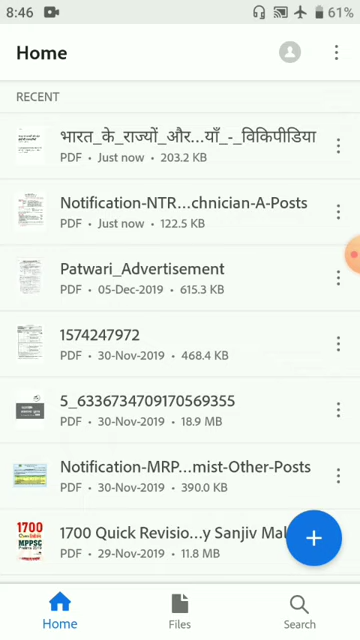 8:46 61%
Home
RECENT
भारत_के_राज्यों_और...याँ_-_विकिपीडिया
PDF • Just now • 203.2 KB
Notification-NTR...chnician-A-Posts
PDF • Just now • 122.5 KB
Patwari_Advertisement
PDF • 05-Dec-2019 • 615.3 KB
1574247972
PDF • 30-Nov-2019 • 468.4 KB
5_6336734709170569355
PDF • 30-Nov-2019 • 18.9 MB
Notification-MRP...mist-Other-Posts
PDF • 30-Nov-2019 • 390.0 KB
1700 Quick Revisio...y Sanjiv Mal
PDF • 29-Nov-2019 • 11.8 MB
1700
MPPSC
Home Files Search